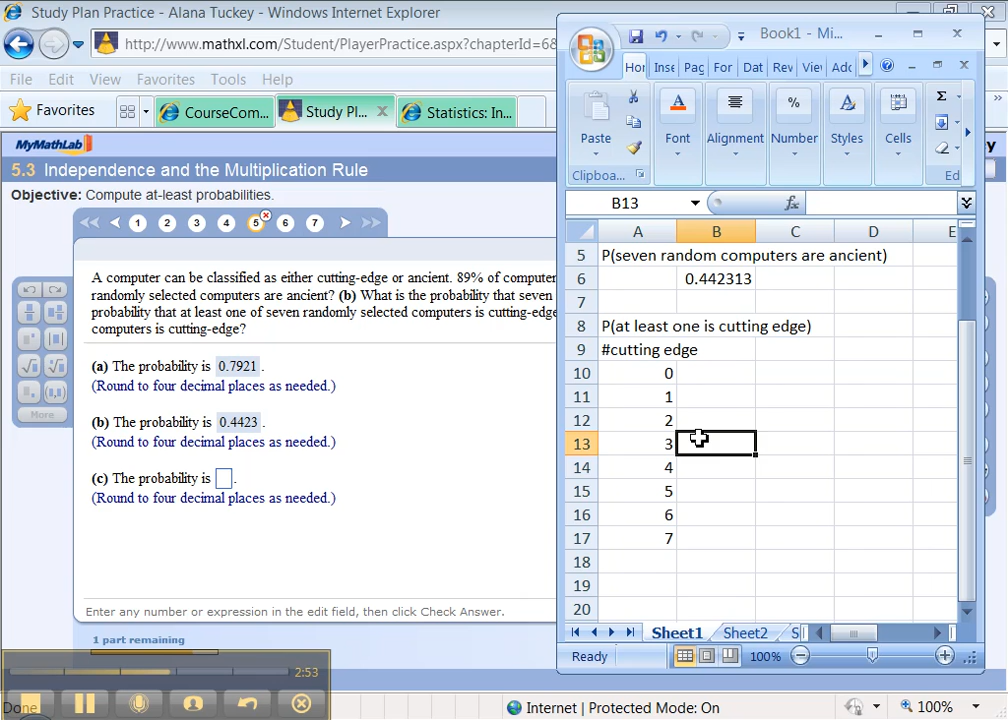 Study Plan Practice - Alana Tuckey - Windows Internet Explorer
http://www.mathxl.com/Student/PlayerPractice.aspx?chapterId=6&
File Edit View Favorites Tools Help
Favorites
CourseCom...
Study Pl...
Statistics: In...
MyMathLab
5.3 Independence and the Multiplication Rule
Objective: Compute at-least probabilities.
1 2 3 4 5 6 7
A computer can be classified as either cutting-edge or ancient. 89% of computer
randomly selected computers are ancient? (b) What is the probability that seven
probability that at least one of seven randomly selected computers is cutting-edge
computers is cutting-edge?
(a) The probability is 0.7921 .
(Round to four decimal places as needed.)
(b) The probability is 0.4423 .
(Round to four decimal places as needed.)
(c) The probability is .
(Round to four decimal places as needed.)
More
Enter any number or expression in the edit field, then click Check Answer.
1 part remaining
2:53
Done
Internet | Protected Mode: On
100%
Book1 - Mi...
Hor Inse Pag For Dat Rev Viev Adc
Paste Font Alignment Number Styles Cells
Clipboa... Ed
B13 fx
A B C D E
5 P(seven random computers are ancient)
6 0.442313
7
8 P(at least one is cutting edge)
9 #cutting edge
10 0
11 1
12 2
13 3
14 4
15 5
16 6
17 7
18
19
20
Sheet1 Sheet2 S
Ready 100%